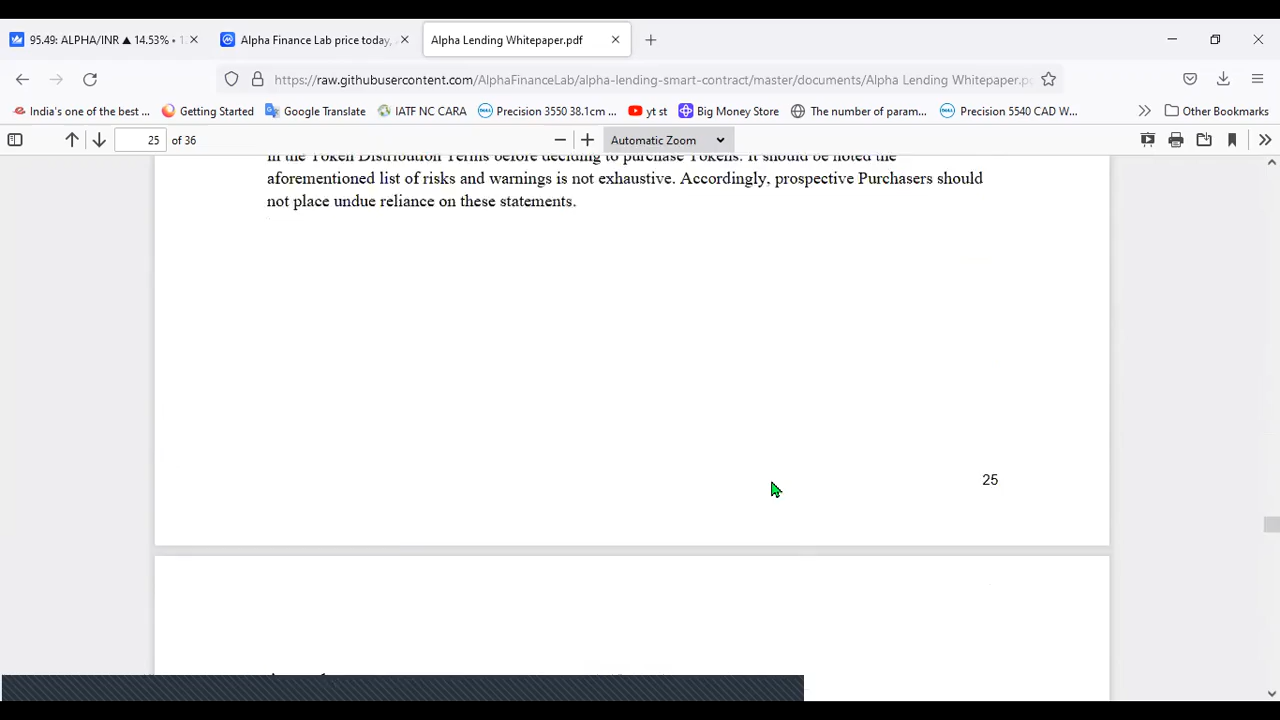 95.49: ALPHA/INR ▲ 14.53% • 1
Alpha Finance Lab price today,
Alpha Lending Whitepaper.pdf
https://raw.githubusercontent.com/AlphaFinanceLab/alpha-lending-smart-contract/master/documents/Alpha Lending Whitepaper.p
India's one of the best ...
Getting Started
Google Translate
IATF NC CARA
Precision 3550 38.1cm ...
yt st
Big Money Store
The number of param...
Precision 5540 CAD W...
Other Bookmarks
25 of 36
Automatic Zoom
in the Token Distribution Terms before deciding to purchase Tokens. It should be noted the
aforementioned list of risks and warnings is not exhaustive. Accordingly, prospective Purchasers should
not place undue reliance on these statements.
25